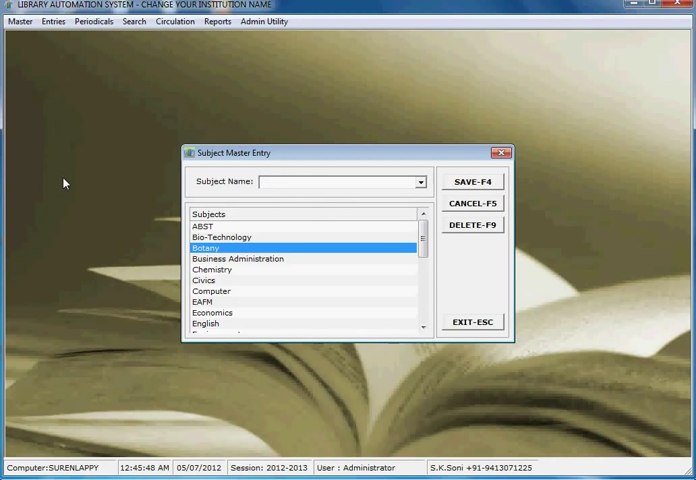 LIBRARY AUTOMATION SYSTEM - CHANGE YOUR INSTITUTION NAME
Master Entries Periodicals Search Circulation Reports Admin Utility
Subject Master Entry
Subject Name:
SAVE-F4
CANCEL-F5
DELETE-F9
EXIT-ESC
Subjects
ABST
Bio-Technology
Botany
Business Administration
Chemistry
Civics
Computer
EAFM
Economics
English
Computer:SURENLAPPY 12:45:48 AM 05/07/2012 Session: 2012-2013 User : Administrator S.K.Soni +91-9413071225